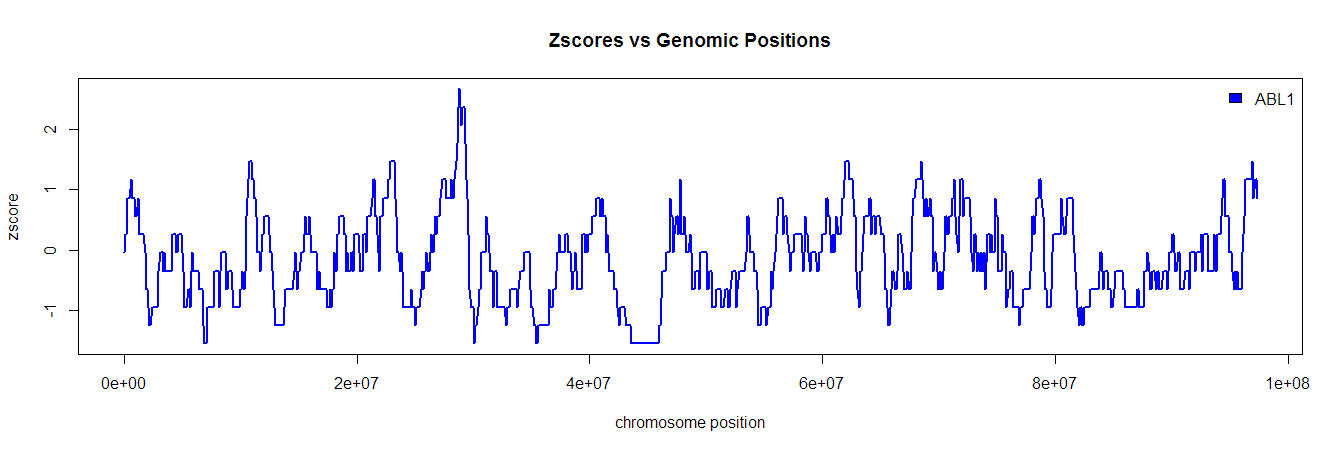 Zscores vs Genomic Positions
ABL1
zscore
2
1
0
-1
0e+00 2e+07 4e+07 6e+07 8e+07 1e+08
chromosome position